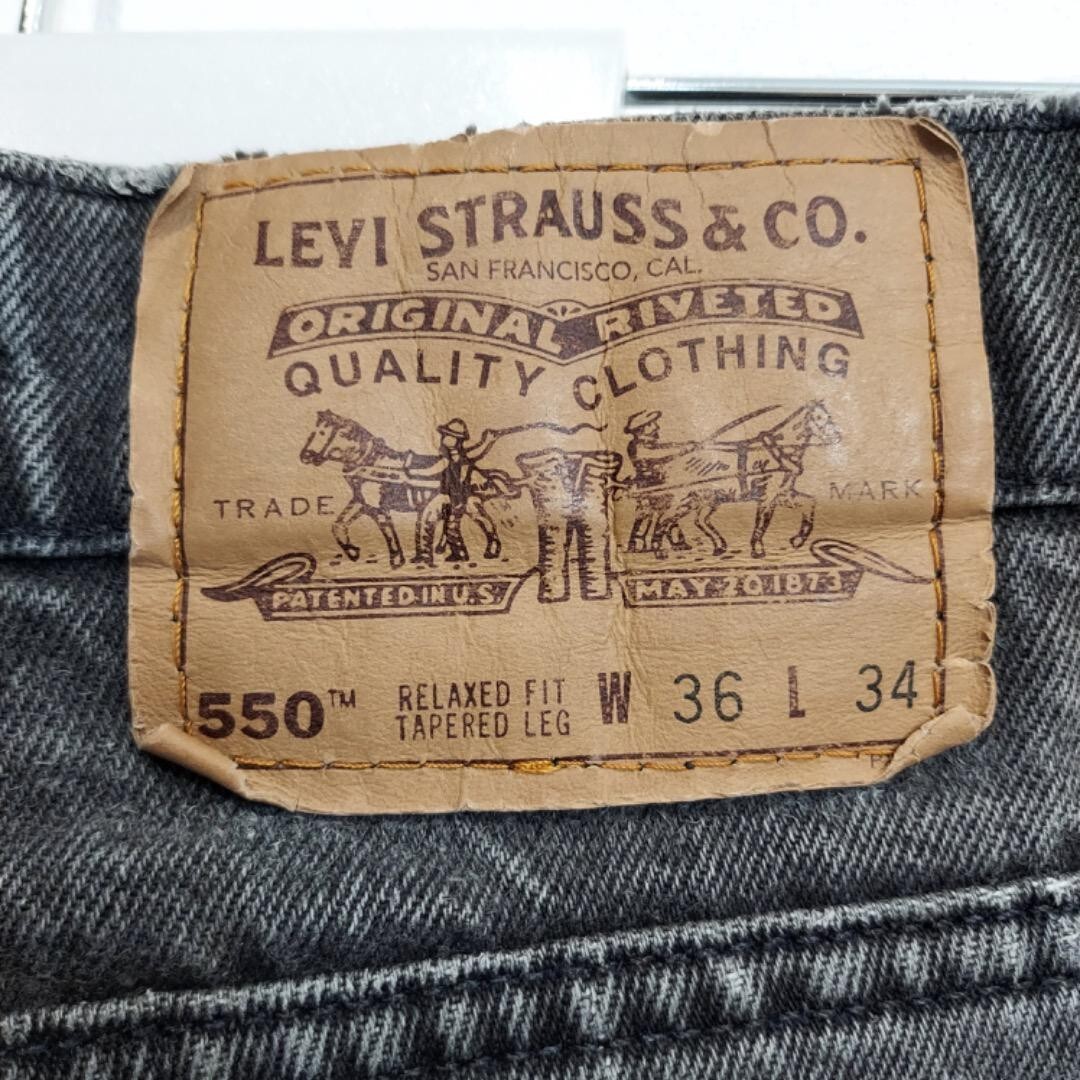 LEVI STRAUSS & CO.
SAN FRANCISCO, CAL.
ORIGINAL RIVETED
QUALITY CLOTHING
TRADE MARK
PATENTED IN U.S. MAY 20 1873
550™ RELAXED FIT W 36 L 34
TAPERED LEG